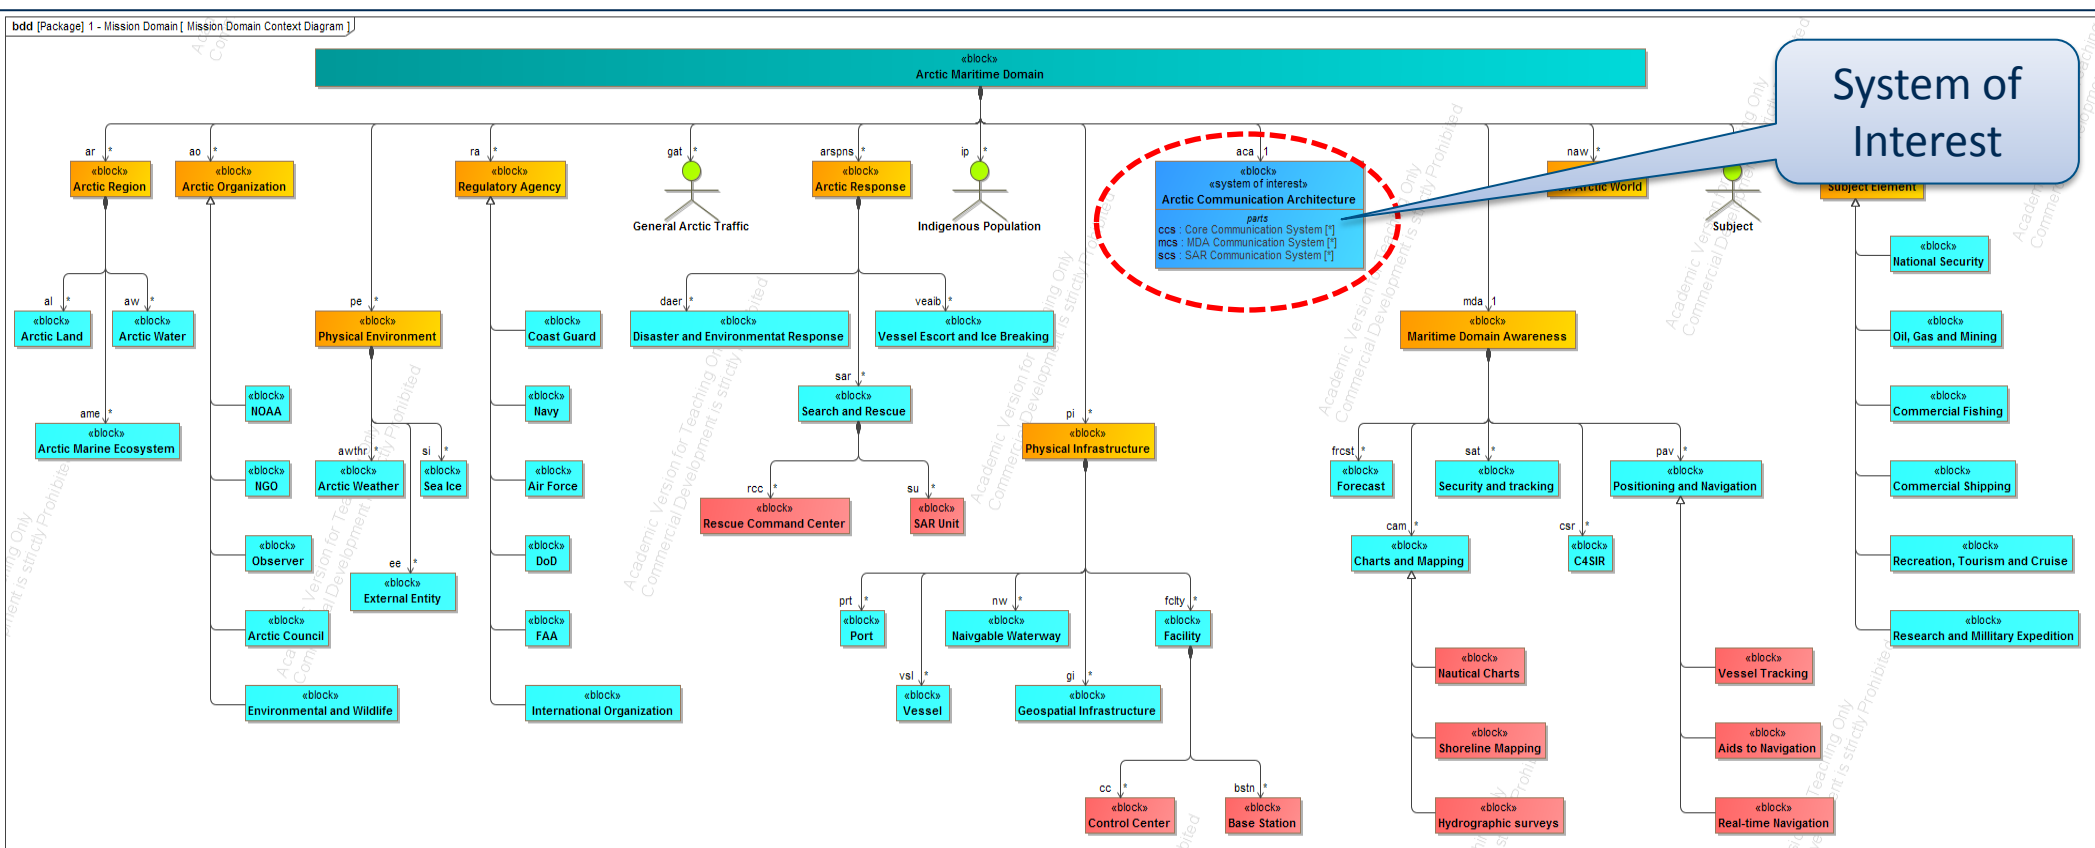 bdd [Package] 1 - Mission Domain [ Mission Domain Context Diagram ]
«block»
Arctic Maritime Domain
System of
Interest
ar *
«block»
Arctic Region
ao *
«block»
Arctic Organization
ra *
«block»
Regulatory Agency
gat *
General Arctic Traffic
arspns *
«block»
Arctic Response
ip *
Indigenous Population
aca 1
«block»
«system of interest»
Arctic Communication Architecture
parts
ccs : Core Communication System [*]
mcs : MDA Communication System [*]
scs : SAR Communication System [*]
naw *
Arctic World
Subject
Subject Element
al *
«block»
Arctic Land
aw *
«block»
Arctic Water
ame *
«block»
Arctic Marine Ecosystem
«block»
NOAA
«block»
NGO
«block»
Observer
«block»
Arctic Council
«block»
Environmental and Wildlife
pe *
«block»
Physical Environment
awthr *
«block»
Arctic Weather
si *
«block»
Sea Ice
ee *
«block»
External Entity
«block»
Coast Guard
«block»
Navy
«block»
Air Force
«block»
DoD
«block»
FAA
«block»
International Organization
daer *
«block»
Disaster and Environmentat Response
veaib *
«block»
Vessel Escort and Ice Breaking
sar *
«block»
Search and Rescue
rcc *
«block»
Rescue Command Center
su *
«block»
SAR Unit
pi *
«block»
Physical Infrastructure
prt *
«block»
Port
vsl *
«block»
Vessel
nw *
«block»
Naivgable Waterway
gi *
«block»
Geospatial Infrastructure
fclty *
«block»
Facility
cc *
«block»
Control Center
bstn *
«block»
Base Station
mda 1
«block»
Maritime Domain Awareness
frcst *
«block»
Forecast
cam *
«block»
Charts and Mapping
sat *
«block»
Security and tracking
csr *
«block»
C4SIR
pav *
«block»
Positioning and Navigation
«block»
Nautical Charts
«block»
Shoreline Mapping
«block»
Hydrographic surveys
«block»
Vessel Tracking
«block»
Aids to Navigation
«block»
Real-time Navigation
«block»
National Security
«block»
Oil, Gas and Mining
«block»
Commercial Fishing
«block»
Commercial Shipping
«block»
Recreation, Tourism and Cruise
«block»
Research and Millitary Expedition
Academic Version for Teaching Only
Commercial Development is strictly Prohibited